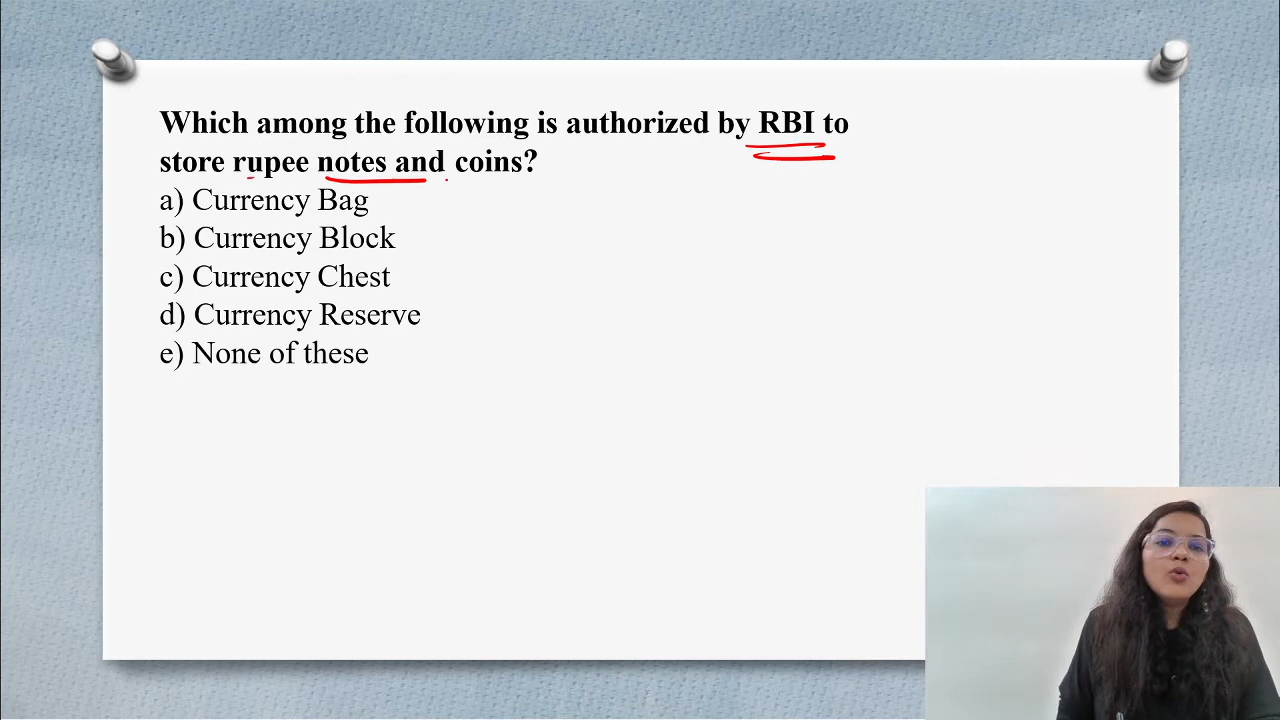 Which among the following is authorized by RBI to
store rupee notes and coins?
a) Currency Bag
b) Currency Block
c) Currency Chest
d) Currency Reserve
e) None of these